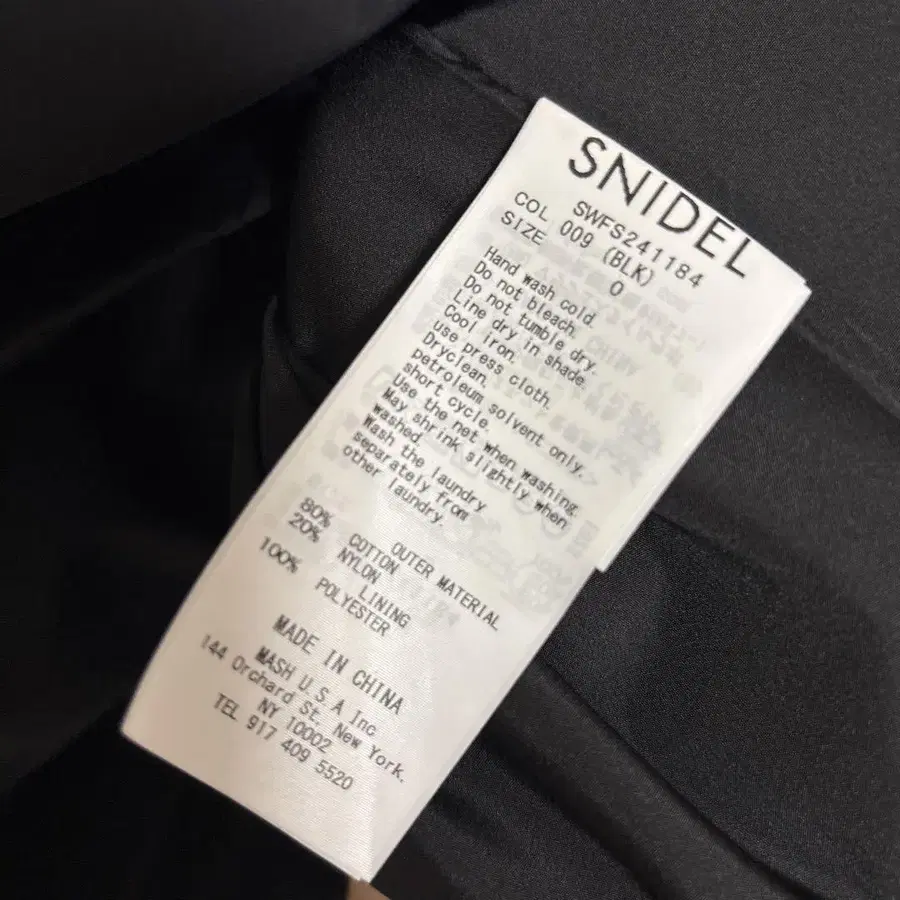 SNIDEL
SWFS241184
COL 009 (BLK)
SIZE 0
Hand wash cold.
Do not bleach.
Do not tumble dry.
Line dry in shade.
Cool iron.
use press cloth.
Dryclean.
petroleum solvent only.
short cycle.
Use the net when washing
May shrink slightly when
washed.
Wash the laundry
separately from
other laundry.
OUTER MATERIAL
80% COTTON
20% NYLON
LINING
100% POLYESTER
MADE IN CHINA
MASH U.S.A Inc
144 Orchard St. New York.
NY 10002
TEL 917 409 5520